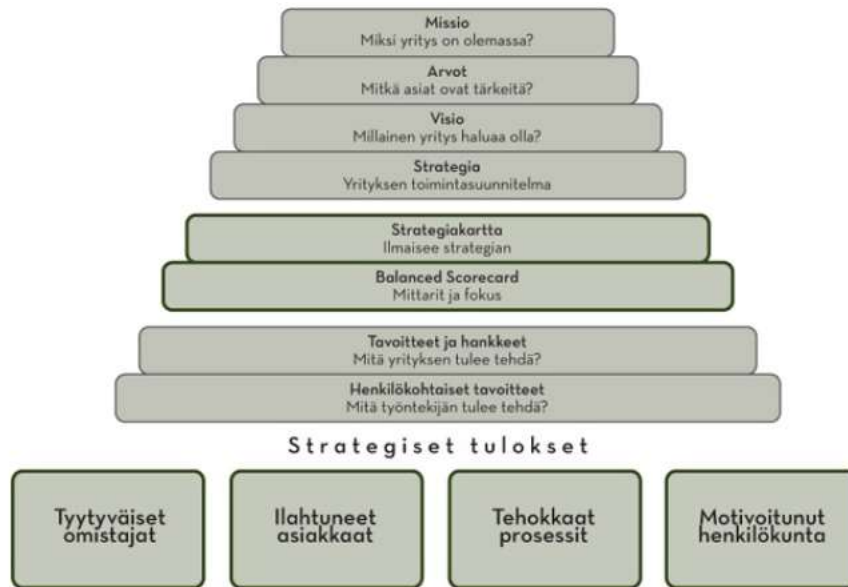 Missio
Miksi yritys on olemassa?
Arvot
Mitkä asiat ovat tärkeitä?
Visio
Millainen yritys haluaa olla?
Strategia
Yrityksen toimintasuunnitelma
Strategiakartta
Ilmaisee strategian
Balanced Scorecard
Mittarit ja fokus
Tavoitteet ja hankkeet
Mitä yrityksen tulee tehdä?
Henkilökohtaiset tavoitteet
Mitä työntekijän tulee tehdä?
Strategiset tulokset
Tyytyväiset
omistajat
Ilahtuneet
asiakkaat
Tehokkaat
prosessit
Motivoitunut
henkilökunta